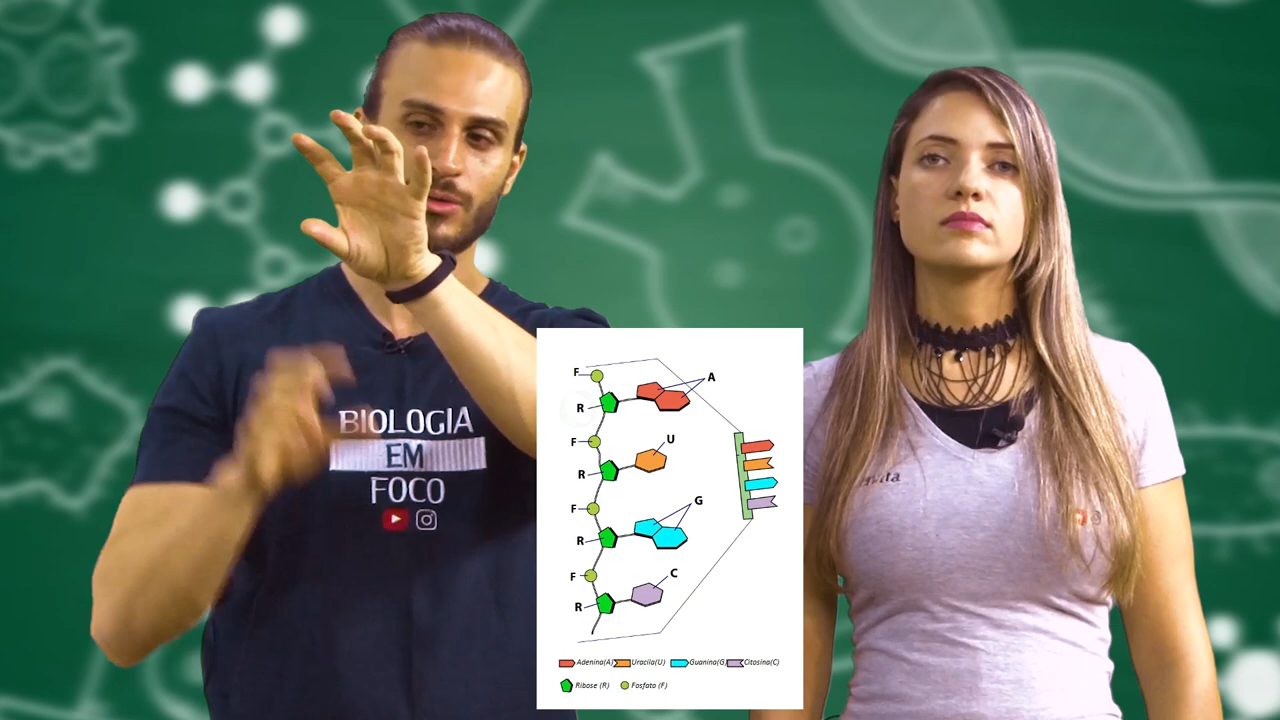 BIOLOGIA
EM
FOCO
F
R
A
F
R
U
F
R
G
F
R
C
Adenina(A) Uracila(U) Guanina(G) Citosina(C)
Ribose (R) Fosfato (F)